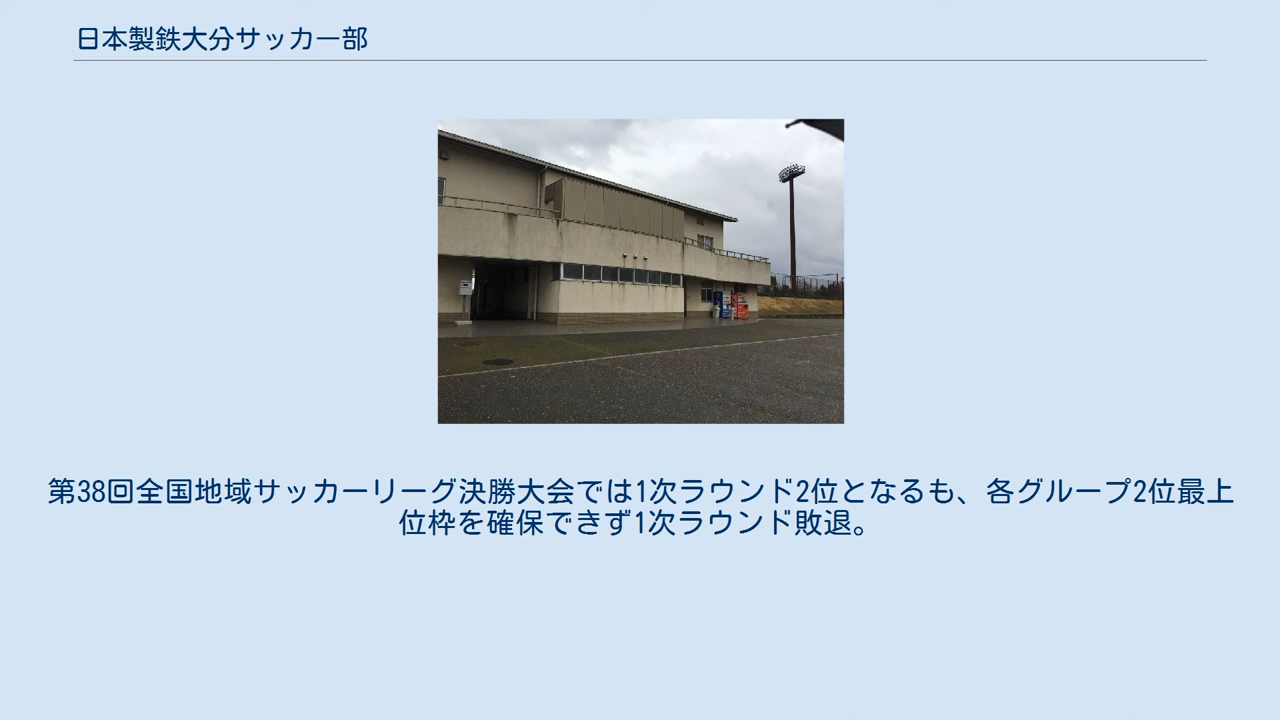 日本製鉄大分サッカー部
第38回全国地域サッカーリーグ決勝大会では1次ラウンド2位となるも、各グループ2位最上
位枠を確保できず1次ラウンド敗退。